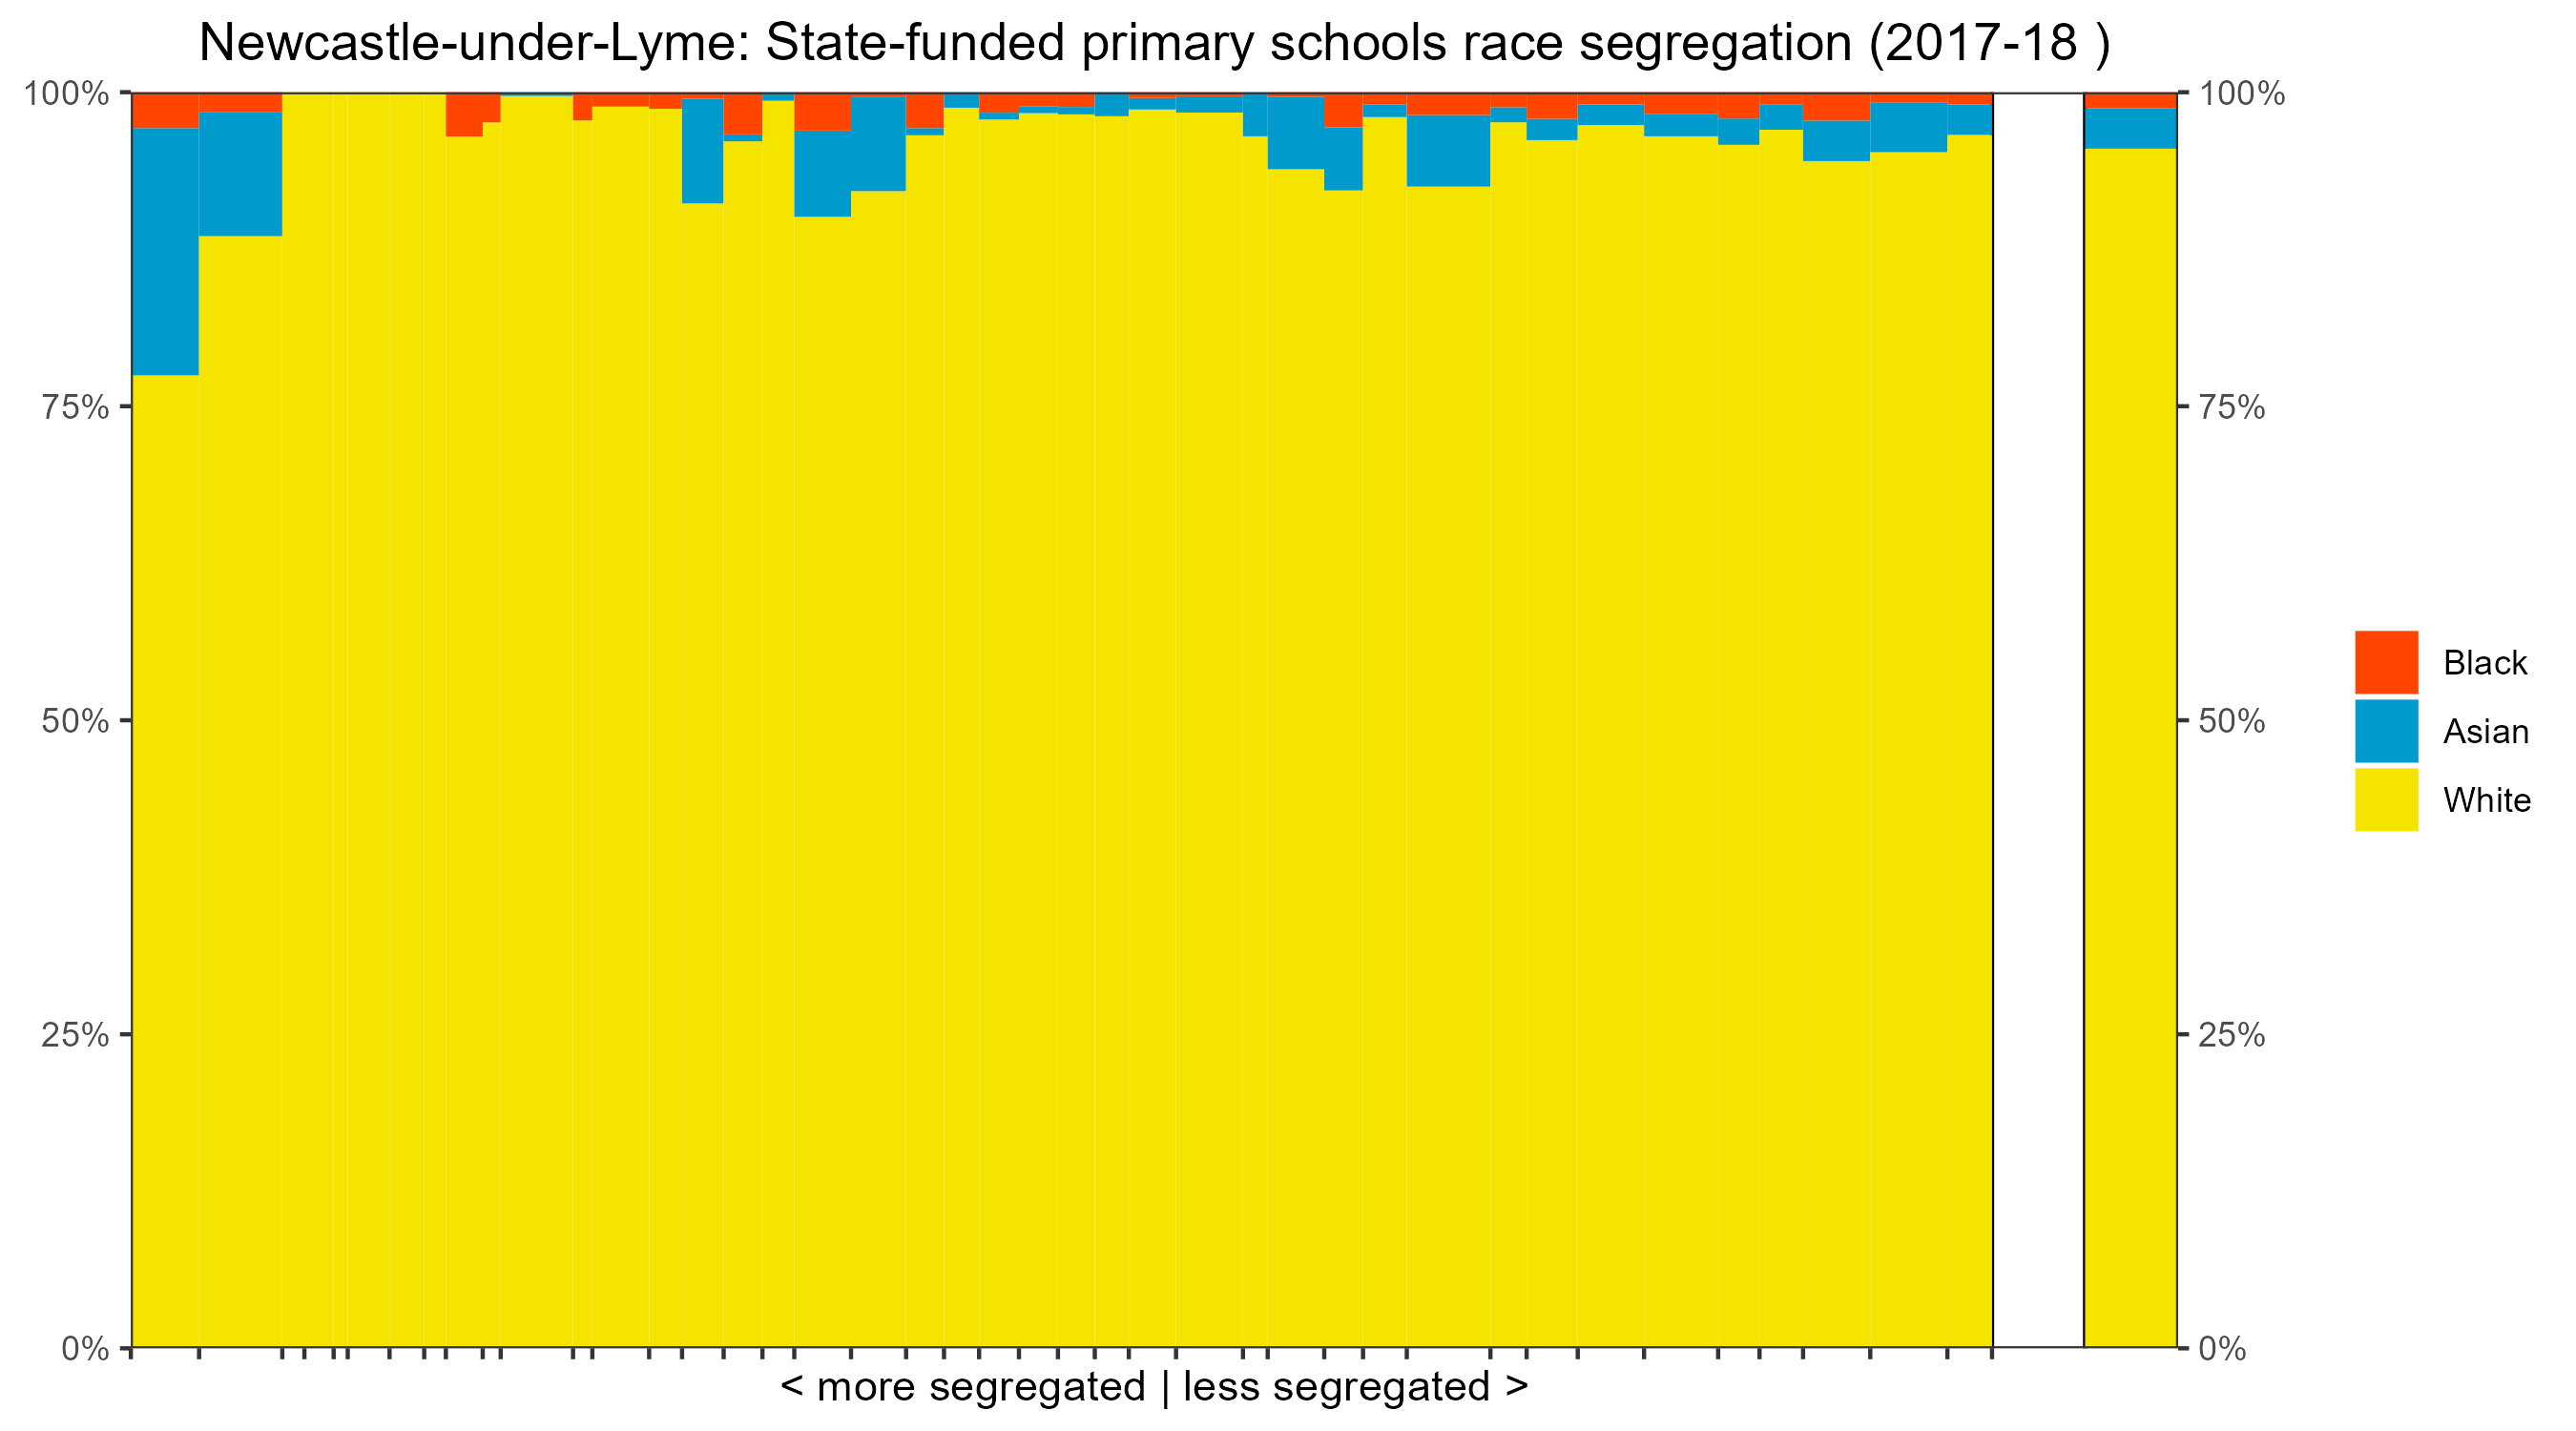 Newcastle-under-Lyme: State-funded primary schools race segregation (2017-18 )
100%
75%
50%
25%
0%
100%
75%
50%
25%
0%
Black
Asian
White
< more segregated | less segregated >